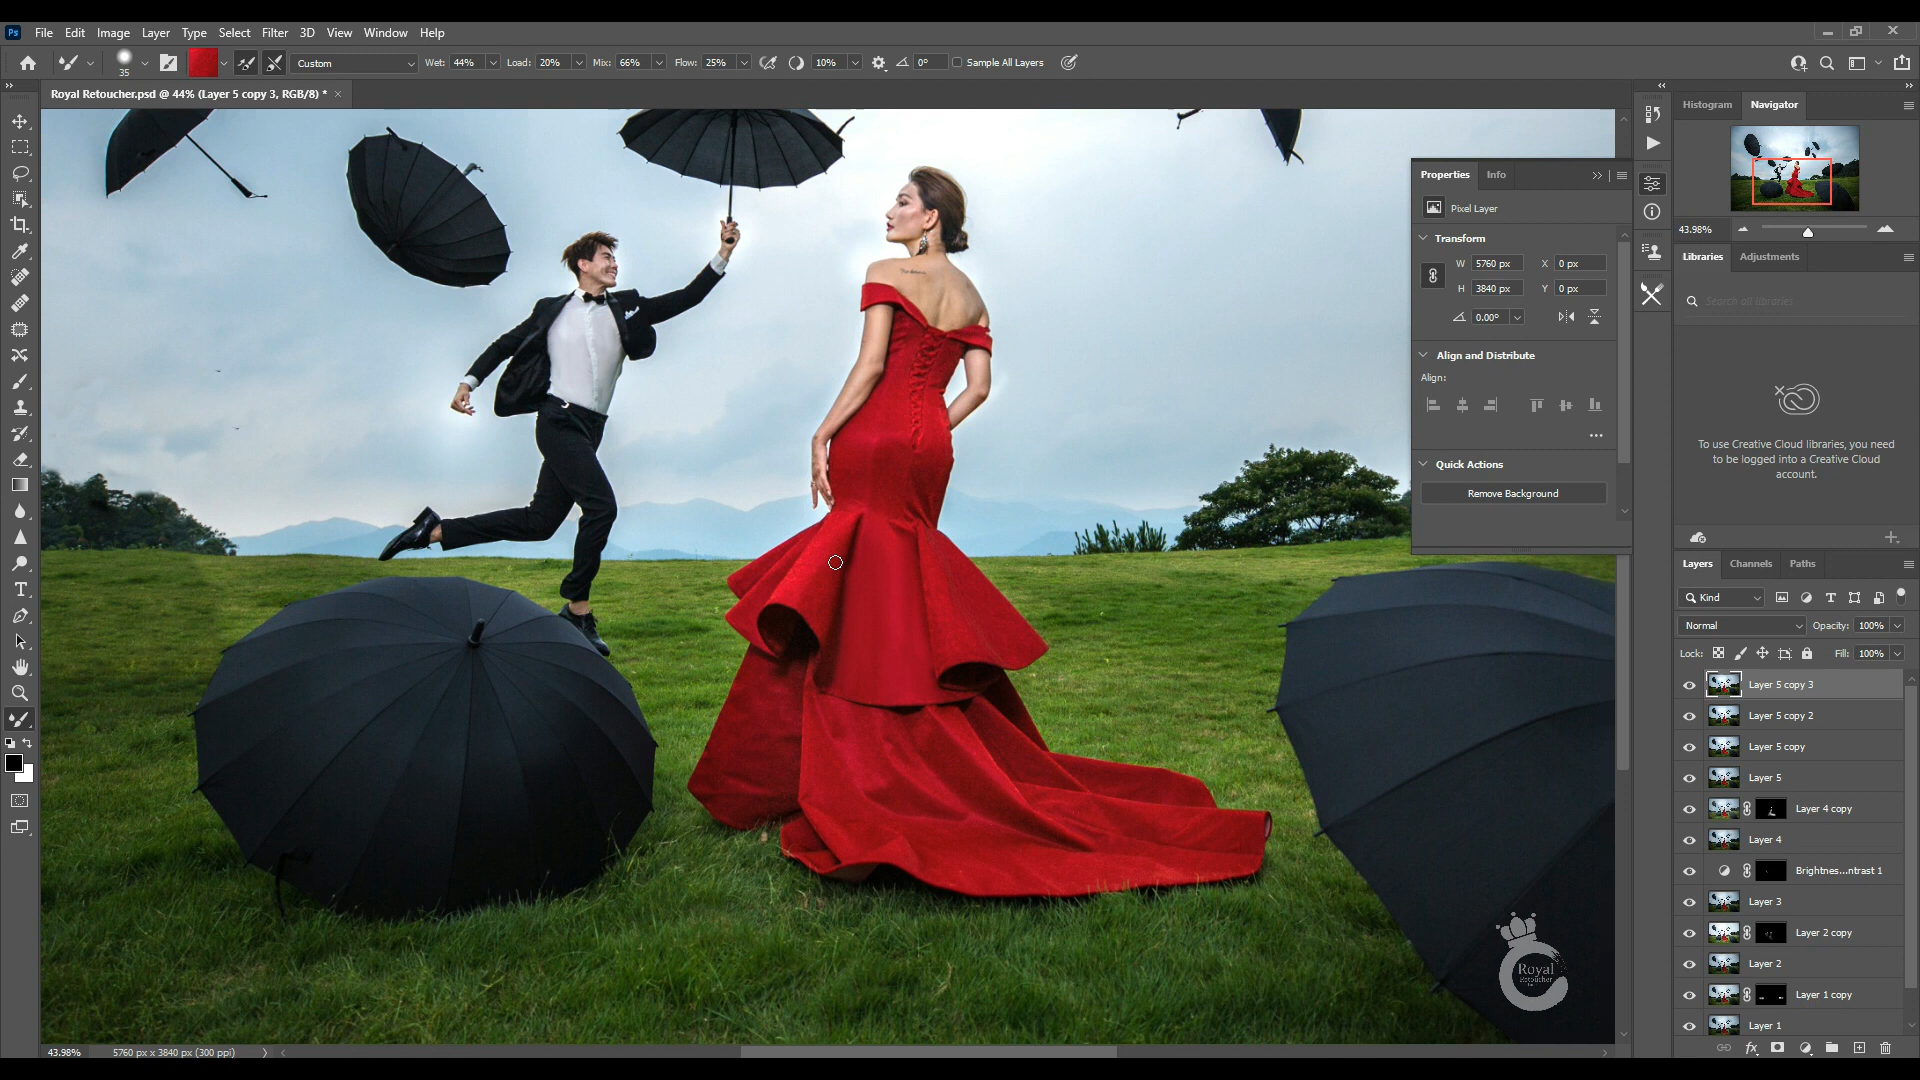 Ps File Edit Image Layer Type Select Filter 3D View Window Help
35 Custom Wet: 44% Load: 20% Mix: 66% Flow: 25% 10% 0° Sample All Layers
Royal Retoucher.psd @ 44% (Layer 5 copy 3, RGB/8) *
Histogram Navigator
43.98%
Properties Info
Pixel Layer
Transform
W 5760 px X 0 px
H 3840 px Y 0 px
0.00°
Align and Distribute
Align:
Quick Actions
Remove Background
Libraries Adjustments
Search all libraries
To use Creative Cloud libraries, you need
to be logged into a Creative Cloud
account.
Layers Channels Paths
Kind
Normal Opacity: 100%
Lock: Fill: 100%
Layer 5 copy 3
Layer 5 copy 2
Layer 5 copy
Layer 5
Layer 4 copy
Layer 4
Brightnes...ntrast 1
Layer 3
Layer 2 copy
Layer 2
Layer 1 copy
Layer 1
Royal
Retoucher
43.98% 5760 px x 3840 px (300 ppi)